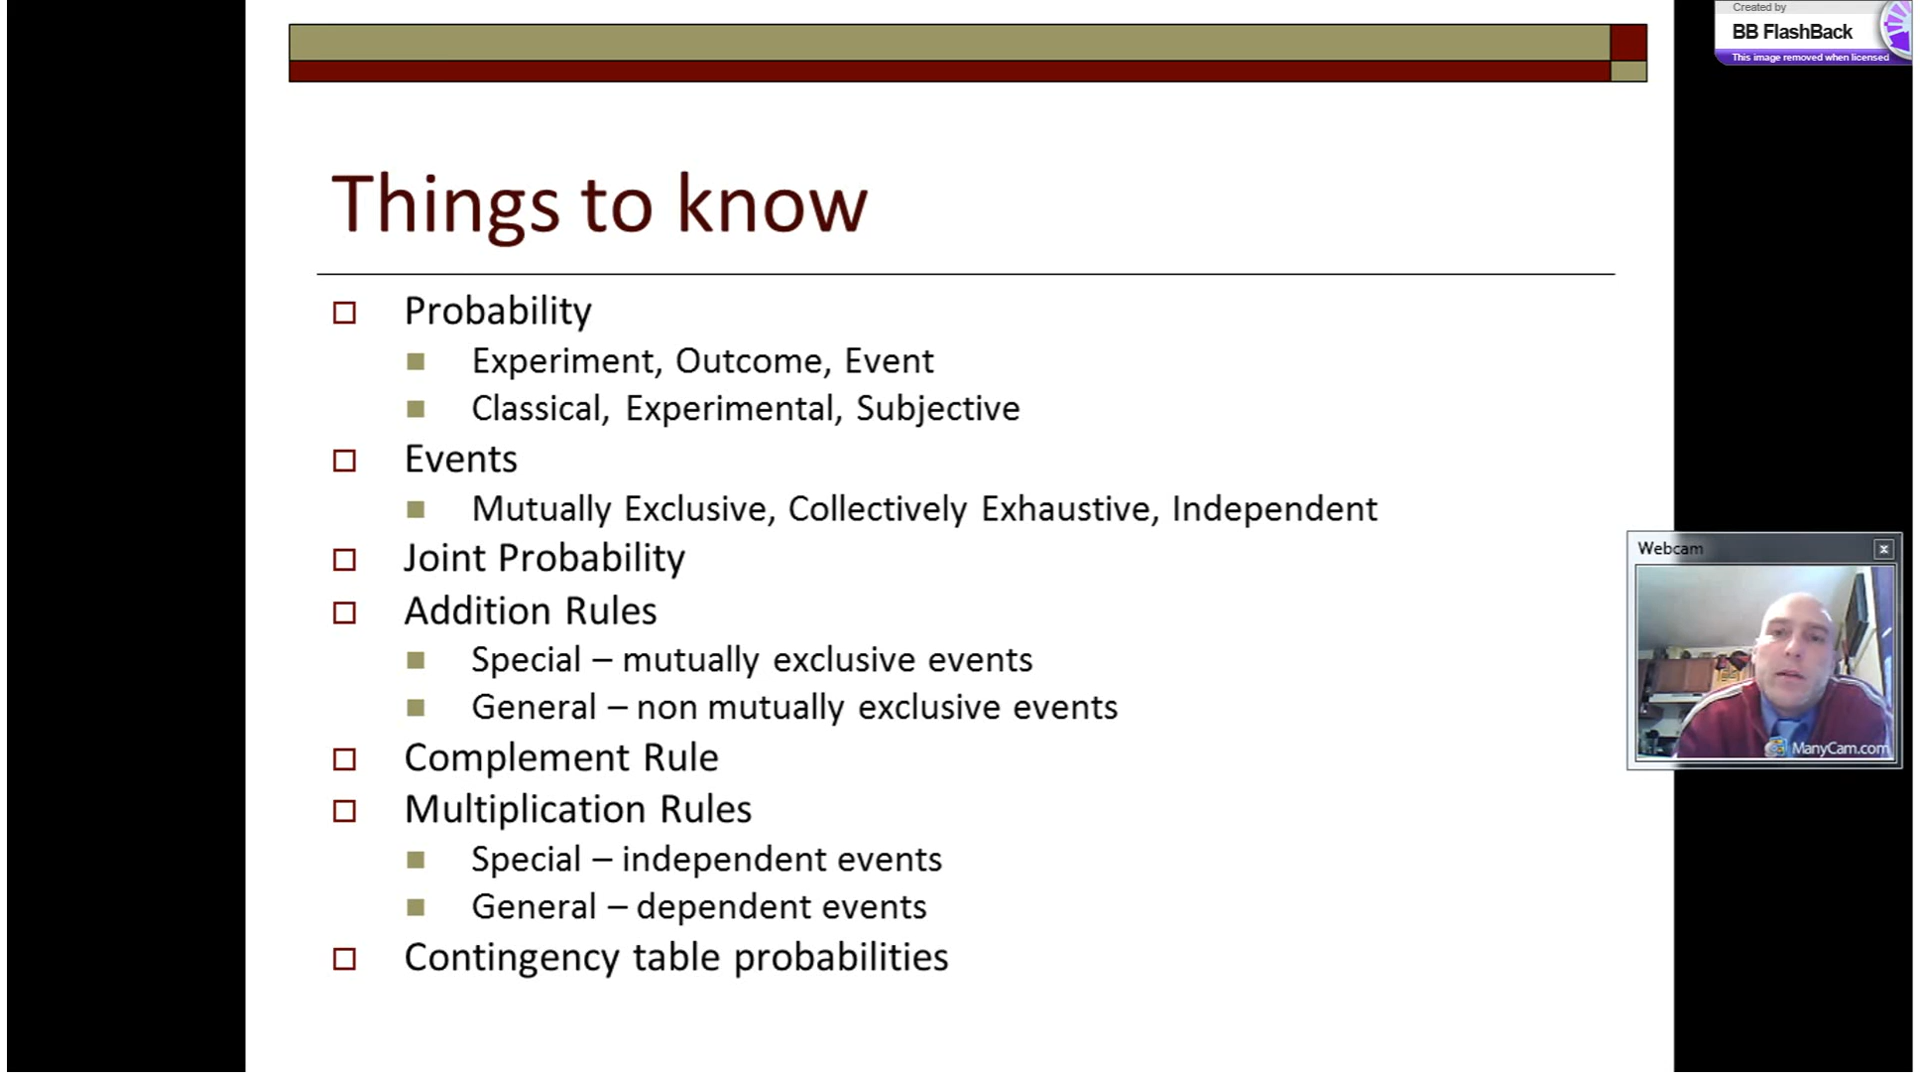 Created by
BB FlashBack
This image removed when licensed
Things to know
Probability
Experiment, Outcome, Event
Classical, Experimental, Subjective
Events
Mutually Exclusive, Collectively Exhaustive, Independent
Joint Probability
Addition Rules
Special – mutually exclusive events
General – non mutually exclusive events
Complement Rule
Multiplication Rules
Special – independent events
General – dependent events
Contingency table probabilities
Webcam
ManyCam.com